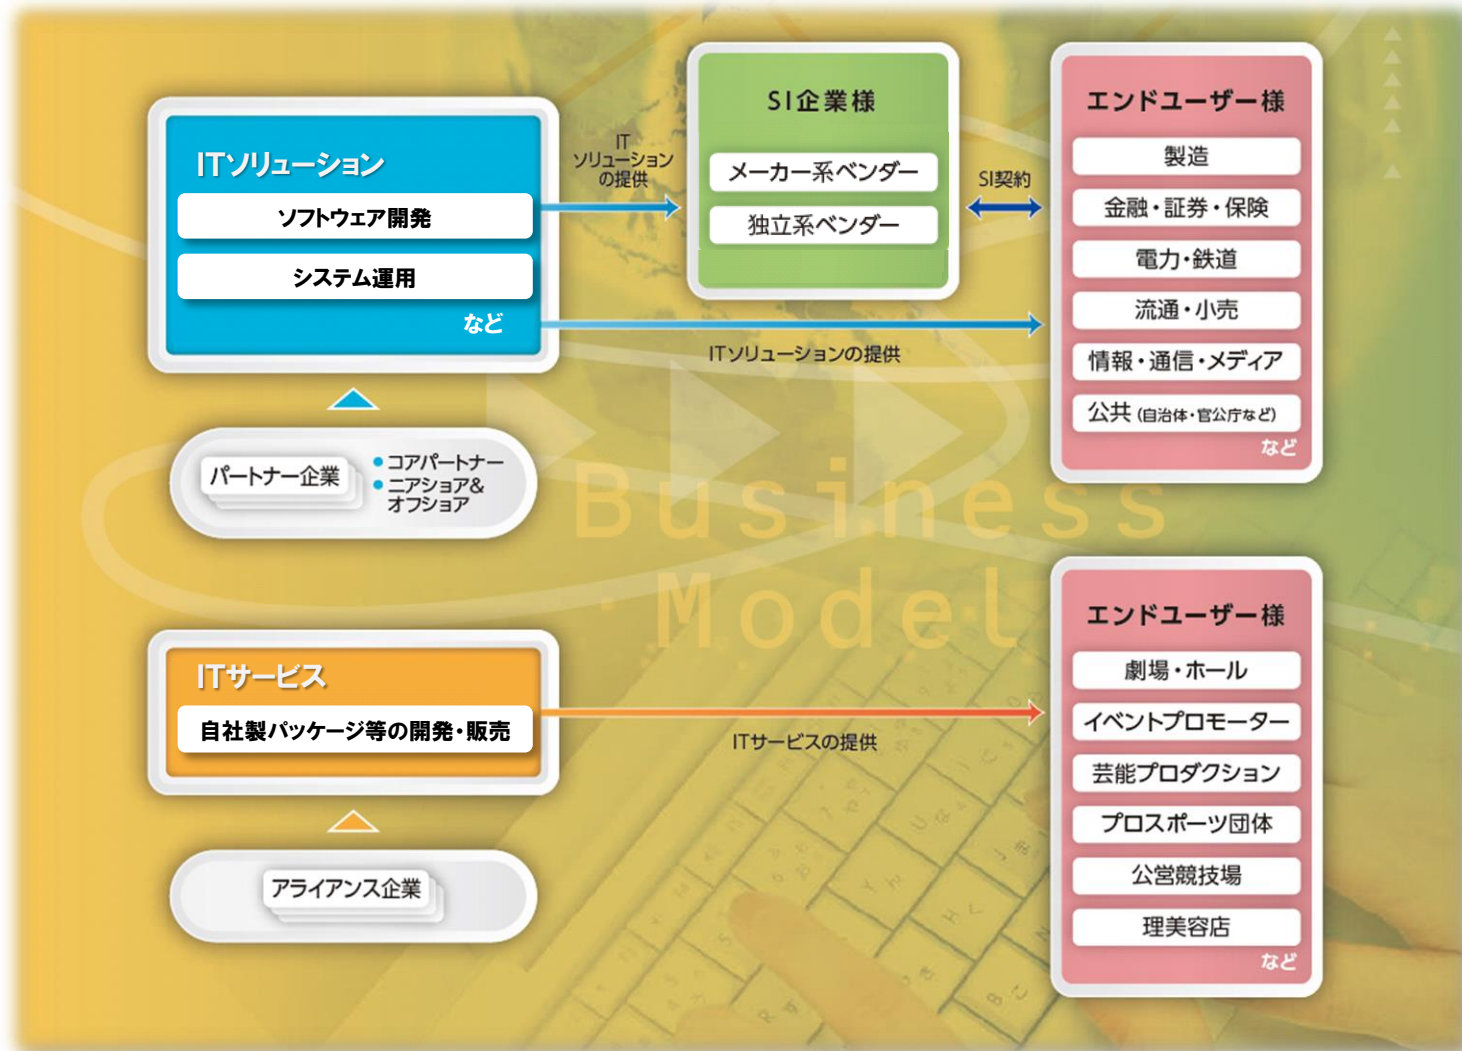 ITソリューション
ソフトウェア開発
システム運用
など
IT
ソリューション
の提供
SI企業様
メーカー系ベンダー
独立系ベンダー
SI契約
ITソリューションの提供
エンドユーザー様
製造
金融・証券・保険
電力・鉄道
流通・小売
情報・通信・メディア
公共（自治体・官公庁など）
など
パートナー企業
●コアパートナー
●ニアショア&
オフショア
Business
Model
ITサービス
自社製パッケージ等の開発・販売
ITサービスの提供
アライアンス企業
エンドユーザー様
劇場・ホール
イベントプロモーター
芸能プロダクション
プロスポーツ団体
公営競技場
理美容店
など